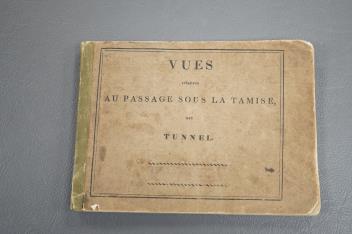 VUES
AU PASSAGE SOUS LA TAMISE,
TUNNEL